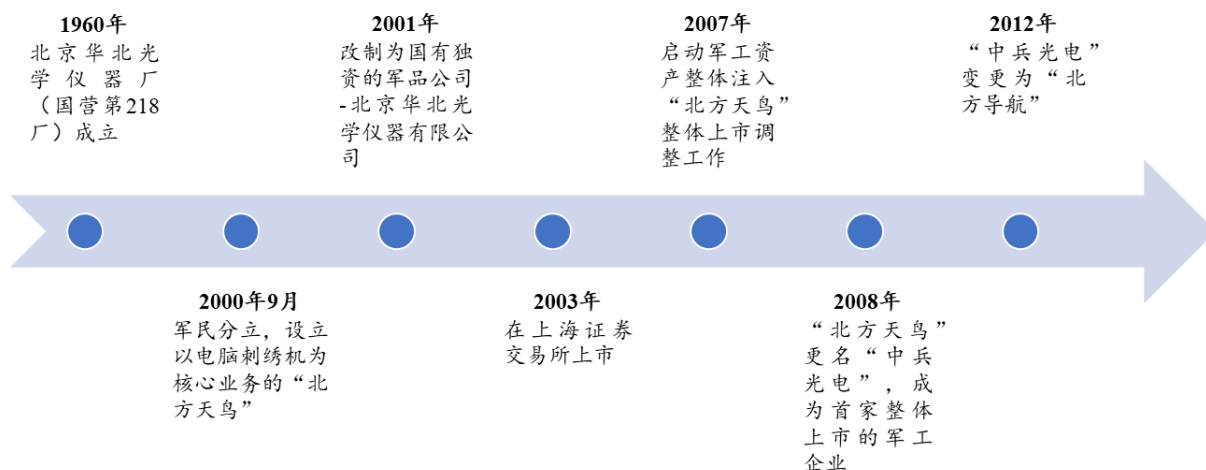 1960年
北京华北光
学仪器厂
（国营第218
厂）成立
2001年
改制为国有独
资的军品公司
-北京华北光
学仪器有限公
司
2007年
启动军工资
产整体注入
“北方天鸟”
整体上市调
整工作
2012年
“中兵光电”
变更为“北
方导航”
2000年9月
军民分立，设立
以电脑刺绣机为
核心业务的“北
方天鸟”
2003年
在上海证券
交易所上市
2008年
“北方天鸟”
更名“中兵
光电”，成
为首家整体
上市的军工
企业